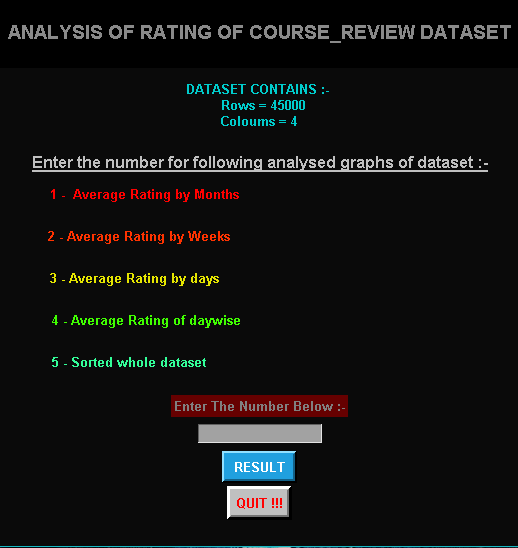 ANALYSIS OF RATING OF COURSE_REVIEW DATASET
DATASET CONTAINS :-
Rows = 45000
Coloums = 4
Enter the number for following analysed graphs of dataset :-
1 - Average Rating by Months
2 - Average Rating by Weeks
3 - Average Rating by days
4 - Average Rating of daywise
5 - Sorted whole dataset
Enter The Number Below :-
RESULT
QUIT !!!